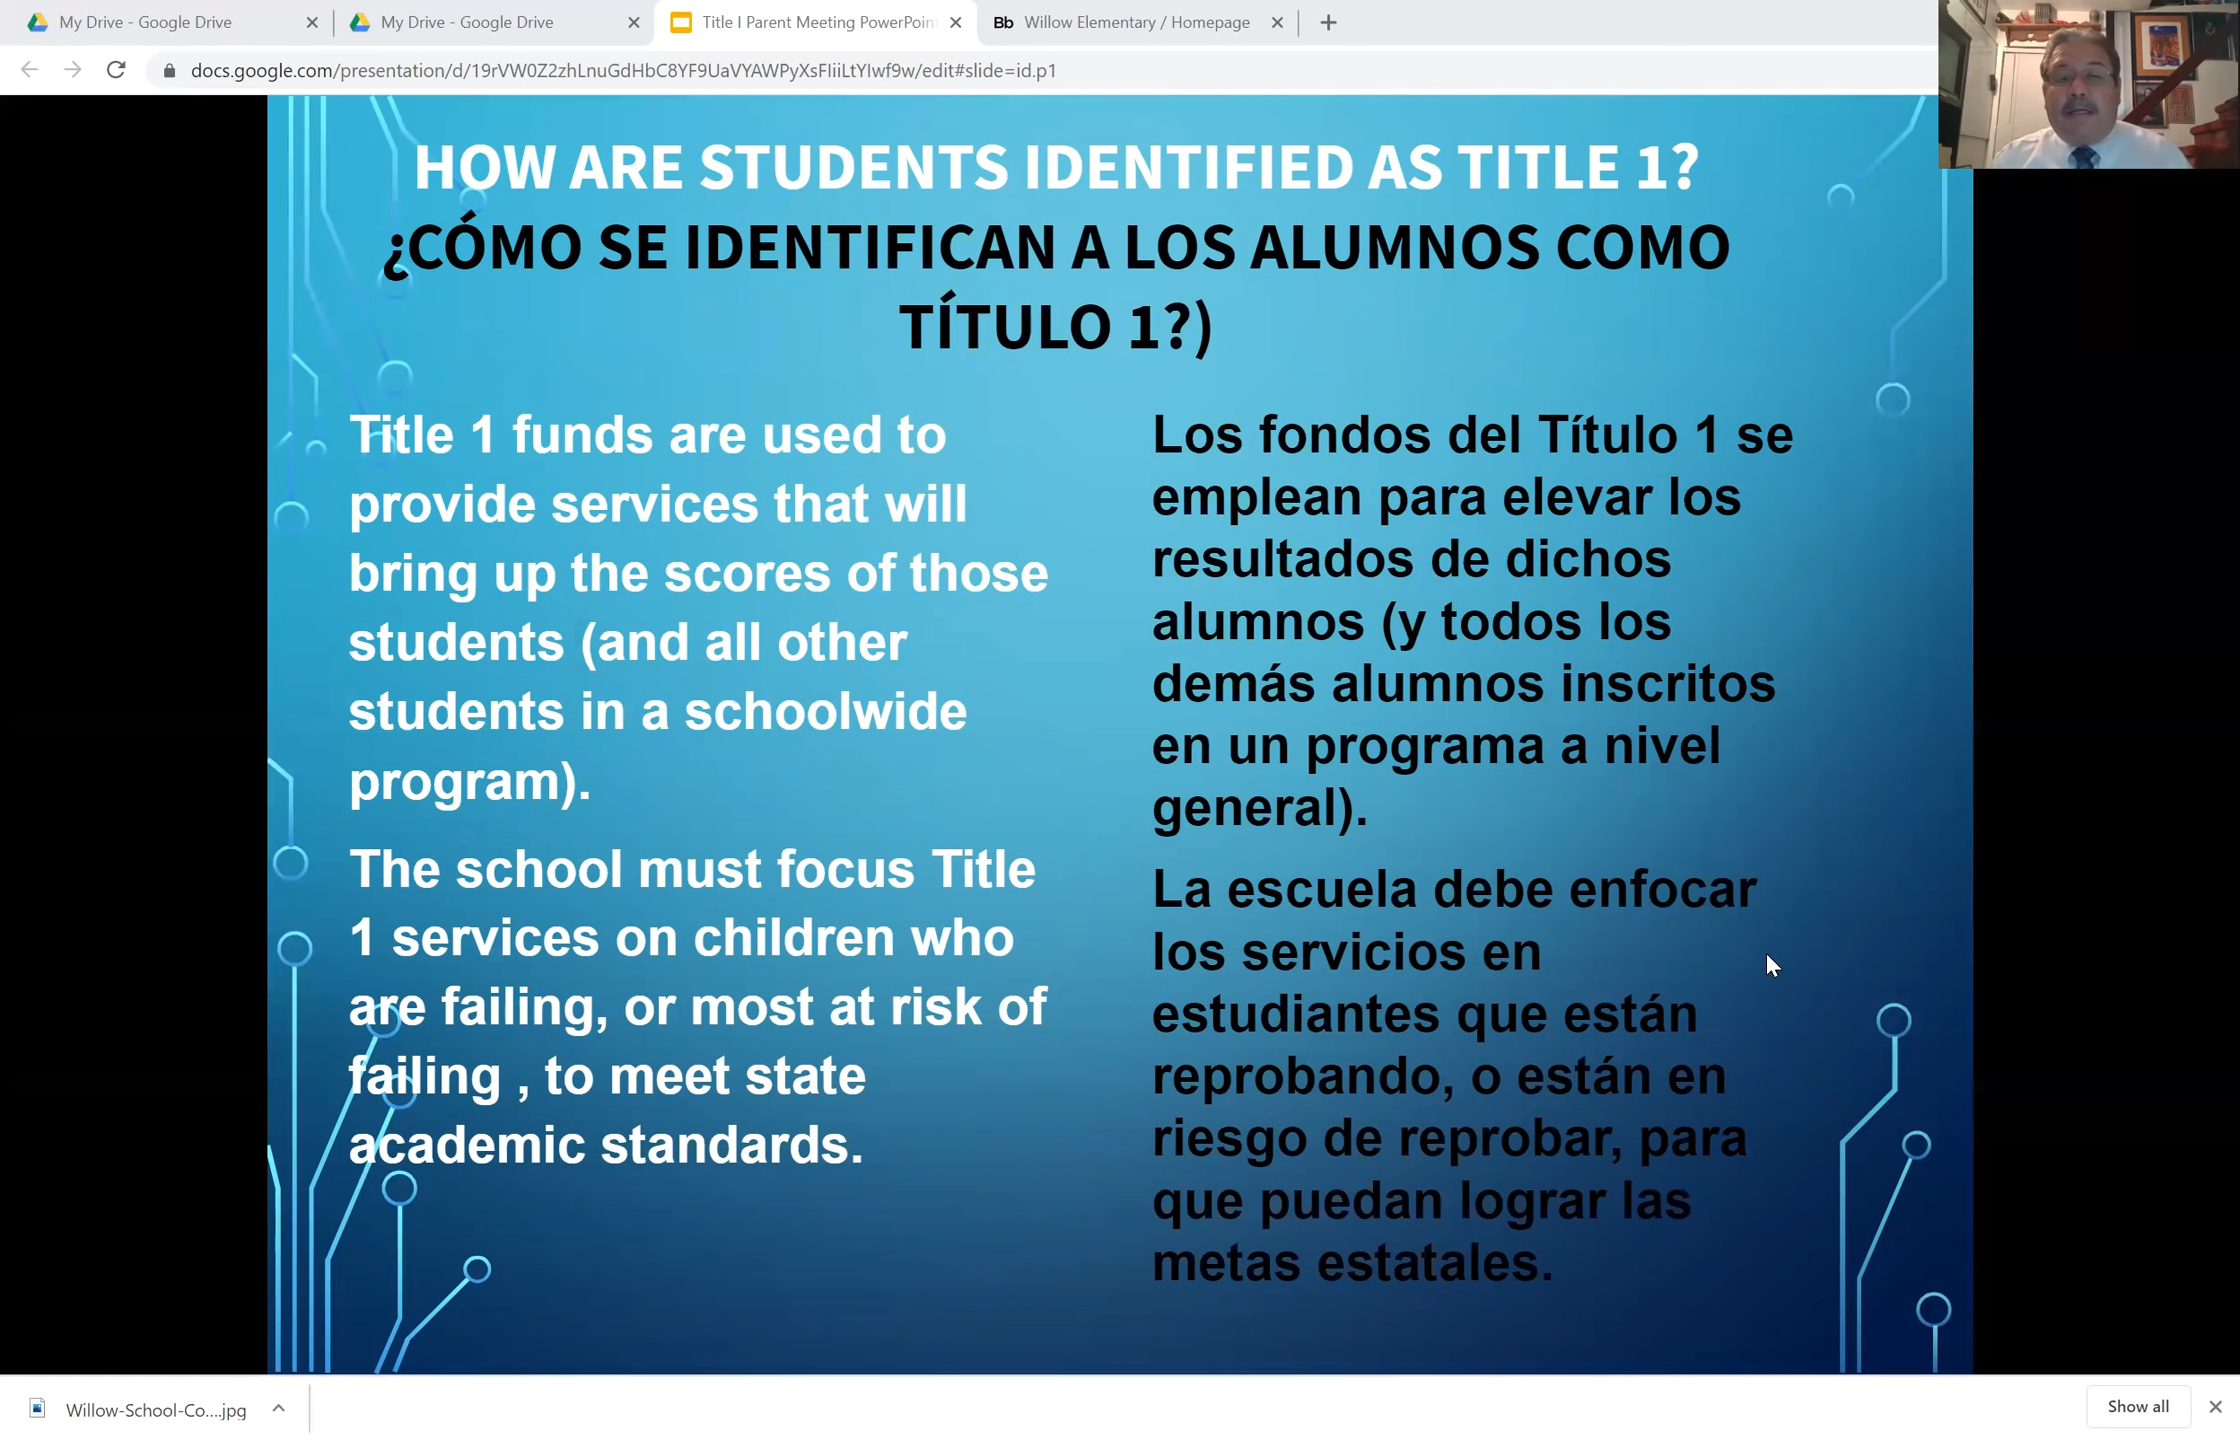 My Drive - Google Drive
My Drive - Google Drive
Title I Parent Meeting PowerPoin
Bb Willow Elementary / Homepage
docs.google.com/presentation/d/19rVW0Z2zhLnuGdHbC8YF9UaVYAWPyXsFIiiLtYIwf9w/edit#slide=id.p1
HOW ARE STUDENTS IDENTIFIED AS TITLE 1?
¿CÓMO SE IDENTIFICAN A LOS ALUMNOS COMO
TÍTULO 1?)
Title 1 funds are used to
provide services that will
bring up the scores of those
students (and all other
students in a schoolwide
program).
The school must focus Title
1 services on children who
are failing, or most at risk of
failing , to meet state
academic standards.
Los fondos del Título 1 se
emplean para elevar los
resultados de dichos
alumnos (y todos los
demás alumnos inscritos
en un programa a nivel
general).
La escuela debe enfocar
los servicios en
estudiantes que están
reprobando, o están en
riesgo de reprobar, para
que puedan lograr las
metas estatales.
Willow-School-Co....jpg
Show all